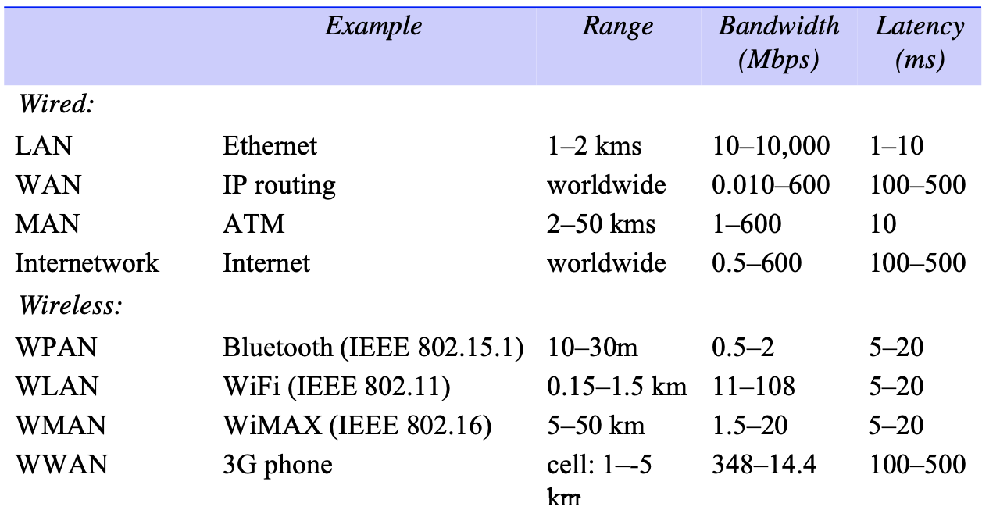 Example Range Bandwidth (Mbps) Latency (ms)
Wired:
LAN Ethernet 1–2 kms 10–10,000 1–10
WAN IP routing worldwide 0.010–600 100–500
MAN ATM 2–50 kms 1–600 10
Internetwork Internet worldwide 0.5–600 100–500
Wireless:
WPAN Bluetooth (IEEE 802.15.1) 10–30m 0.5–2 5–20
WLAN WiFi (IEEE 802.11) 0.15–1.5 km 11–108 5–20
WMAN WiMAX (IEEE 802.16) 5–50 km 1.5–20 5–20
WWAN 3G phone cell: 1–-5 km 348–14.4 100–500